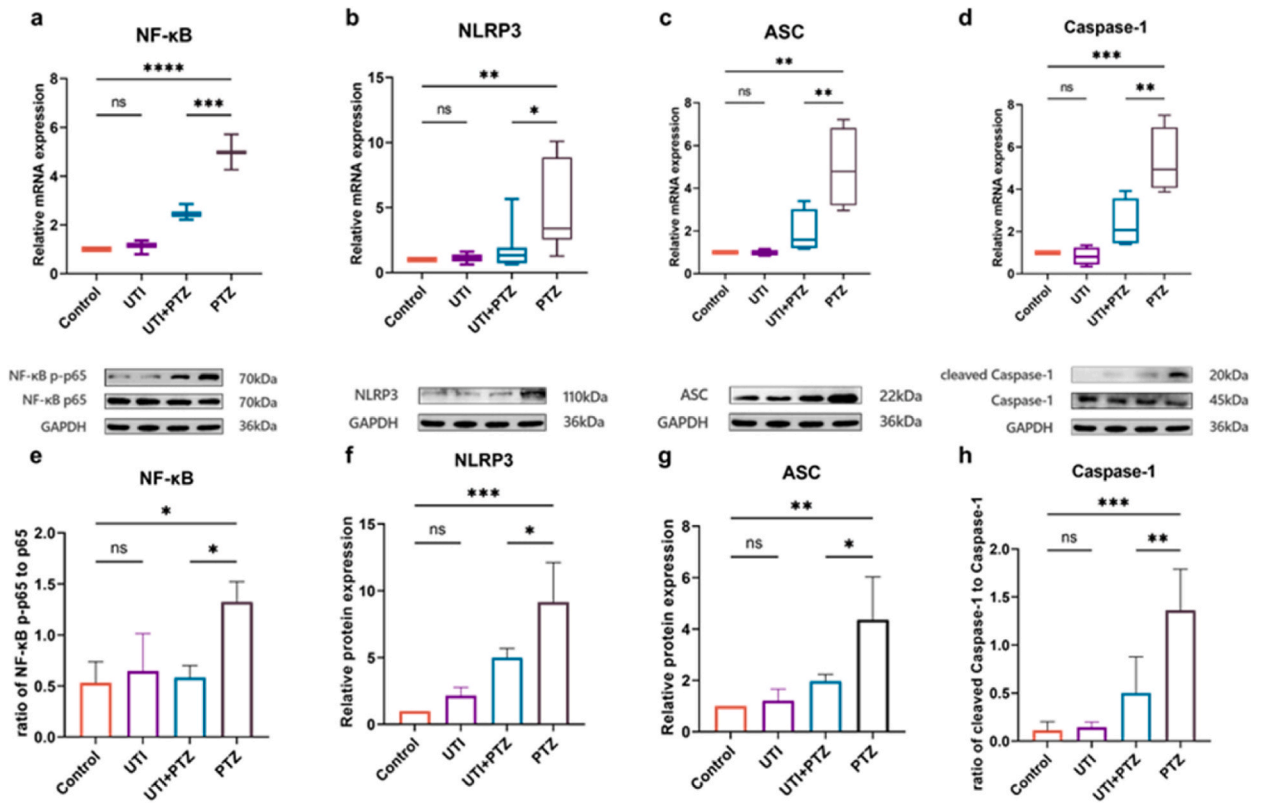 a
NF-κB
Relative mRNA expression
****
ns
***
8
6
4
2
0
Control
UTI
UTI+PTZ
PTZ
b
NLRP3
Relative mRNA expression
**
ns
*
15
10
5
0
Control
UTI
UTI+PTZ
PTZ
c
ASC
Relative mRNA expression
**
ns
**
8
6
4
2
0
Control
UTI
UTI+PTZ
PTZ
d
Caspase-1
Relative mRNA expression
***
ns
**
8
6
4
2
0
Control
UTI
UTI+PTZ
PTZ
NF-κB p-p65 70kDa
NF-κB p65 70kDa
GAPDH 36kDa
NLRP3 110kDa
GAPDH 36kDa
ASC 22kDa
GAPDH 36kDa
cleaved Caspase-1 20kDa
Caspase-1 45kDa
GAPDH 36kDa
e
NF-κB
ratio of NF-κB p-p65 to p65
*
ns
*
2.0
1.5
1.0
0.5
0.0
Control
UTI
UTI+PTZ
PTZ
f
NLRP3
Relative protein expression
***
ns
*
15
10
5
0
Control
UTI
UTI+PTZ
PTZ
g
ASC
Relative protein expression
**
ns
*
8
6
4
2
0
Control
UTI
UTI+PTZ
PTZ
h
Caspase-1
ratio of cleaved Caspase-1 to Caspase-1
***
ns
**
2.0
1.5
1.0
0.5
0.0
Control
UTI
UTI+PTZ
PTZ